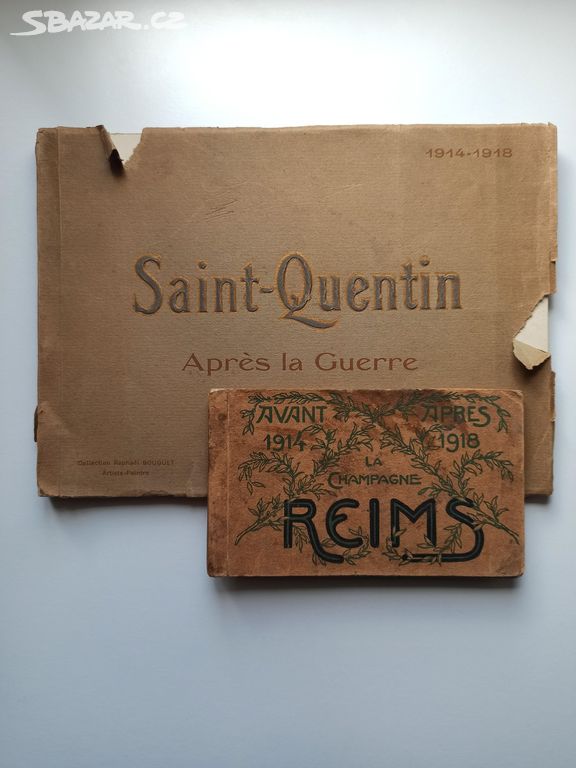 SBAZAR.CZ
1914-1918
Saint-Quentin
Après la Guerre
Collection Raphaël BOUQUET
Artiste-Peintre
AVANT APRÈS
1914 1918
LA
CHAMPAGNE
REIMS